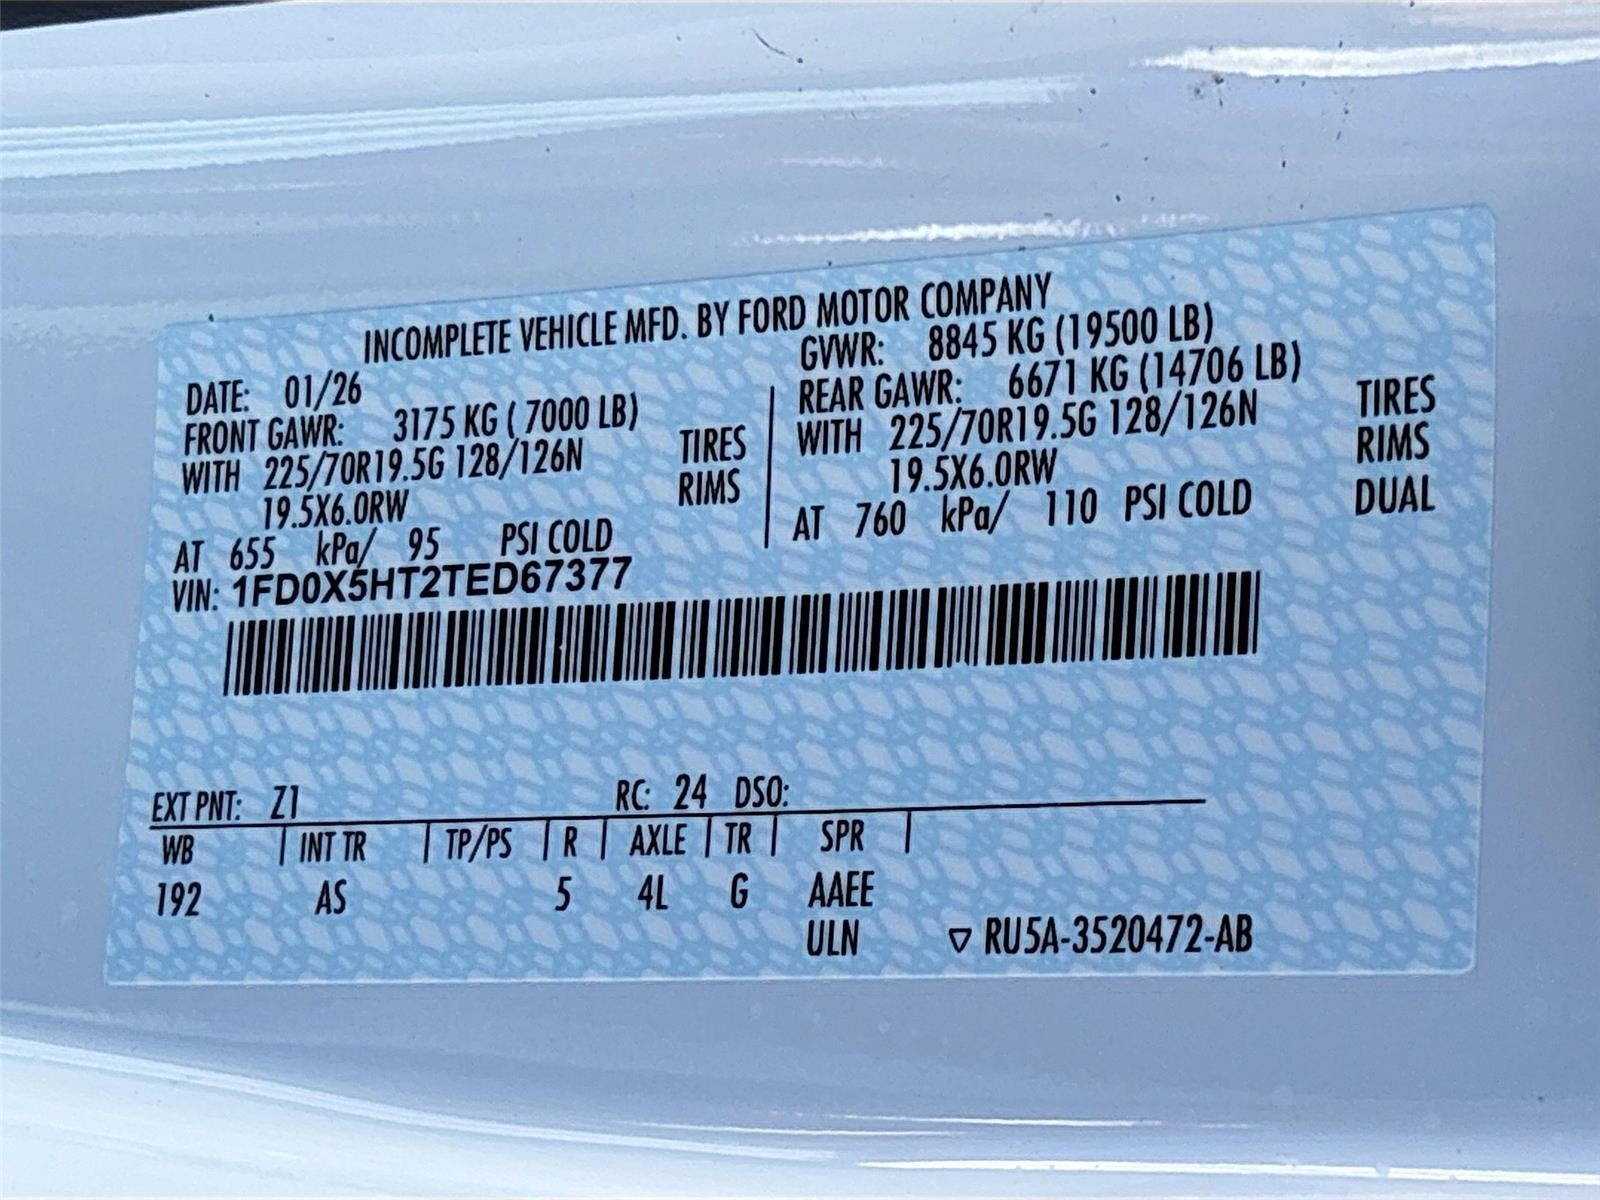 INCOMPLETE VEHICLE MFD. BY FORD MOTOR COMPANY
DATE: 01/26
GVWR: 8845 KG (19500 LB)
FRONT GAWR: 3175 KG ( 7000 LB)
REAR GAWR: 6671 KG (14706 LB)
WITH 225/70R19.5G 128/126N TIRES
19.5X6.0RW RIMS
WITH 225/70R19.5G 128/126N TIRES
19.5X6.0RW RIMS
AT 655 kPa/ 95 PSI COLD
AT 760 kPa/ 110 PSI COLD DUAL
VIN: 1FD0X5HT2TED67377
EXT PNT: Z1 RC: 24 DSO:
WB | INT TR | TP/PS | R | AXLE | TR | SPR |
192 AS 5 4L G AAEE
ULN ▽ RU5A-3520472-AB